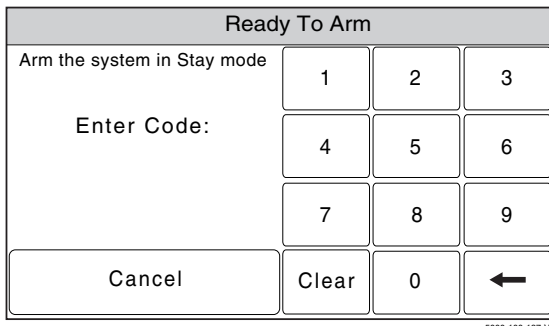 Ready To Arm
Arm the system in Stay mode
Enter Code:
1 2 3
4 5 6
7 8 9
Cancel Clear 0